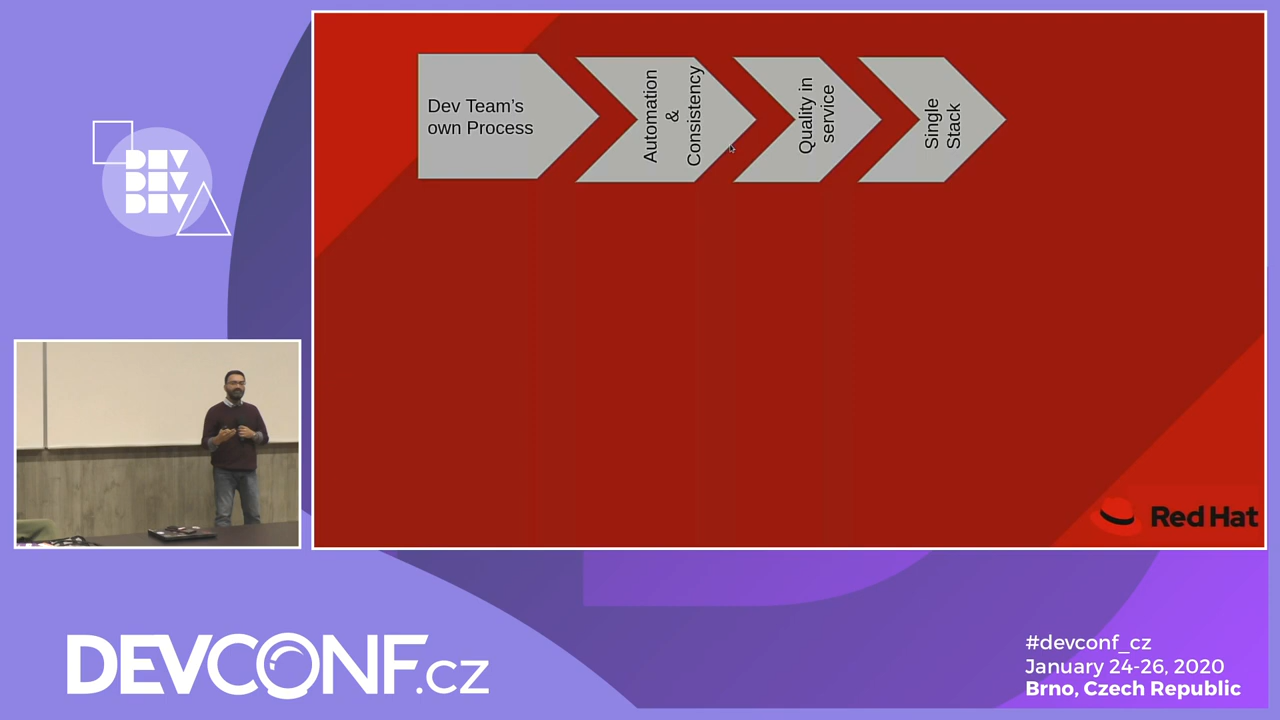 DEV
DEV
DEV
Dev Team's
own Process
Automation
&
Consistency
Quality in
service
Single
Stack
Red Hat
DEVCONF.cz
#devconf_cz
January 24-26, 2020
Brno, Czech Republic